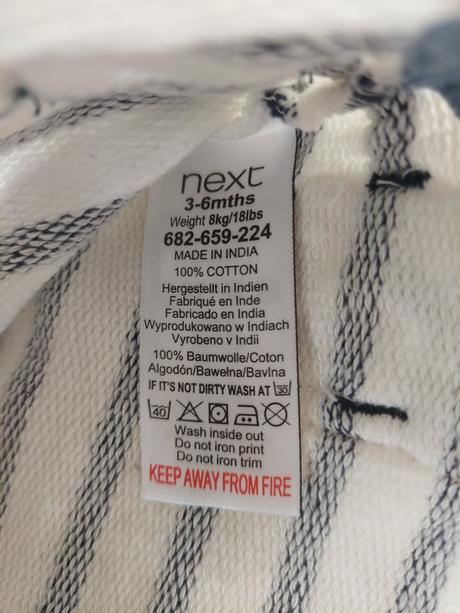 next
3-6mths
Weight 8kg/18lbs
682-659-224
MADE IN INDIA
100% COTTON
Hergestellt in Indien
Fabriqué en Inde
Fabricado en India
Wyprodukowano w Indiach
Vyrobeno v Indii
100% Baumwolle/Coton
Algodón/Bawełna/Bavlna
IF IT'S NOT DIRTY WASH AT 30
40
Wash inside out
Do not iron print
Do not iron trim
KEEP AWAY FROM FIRE